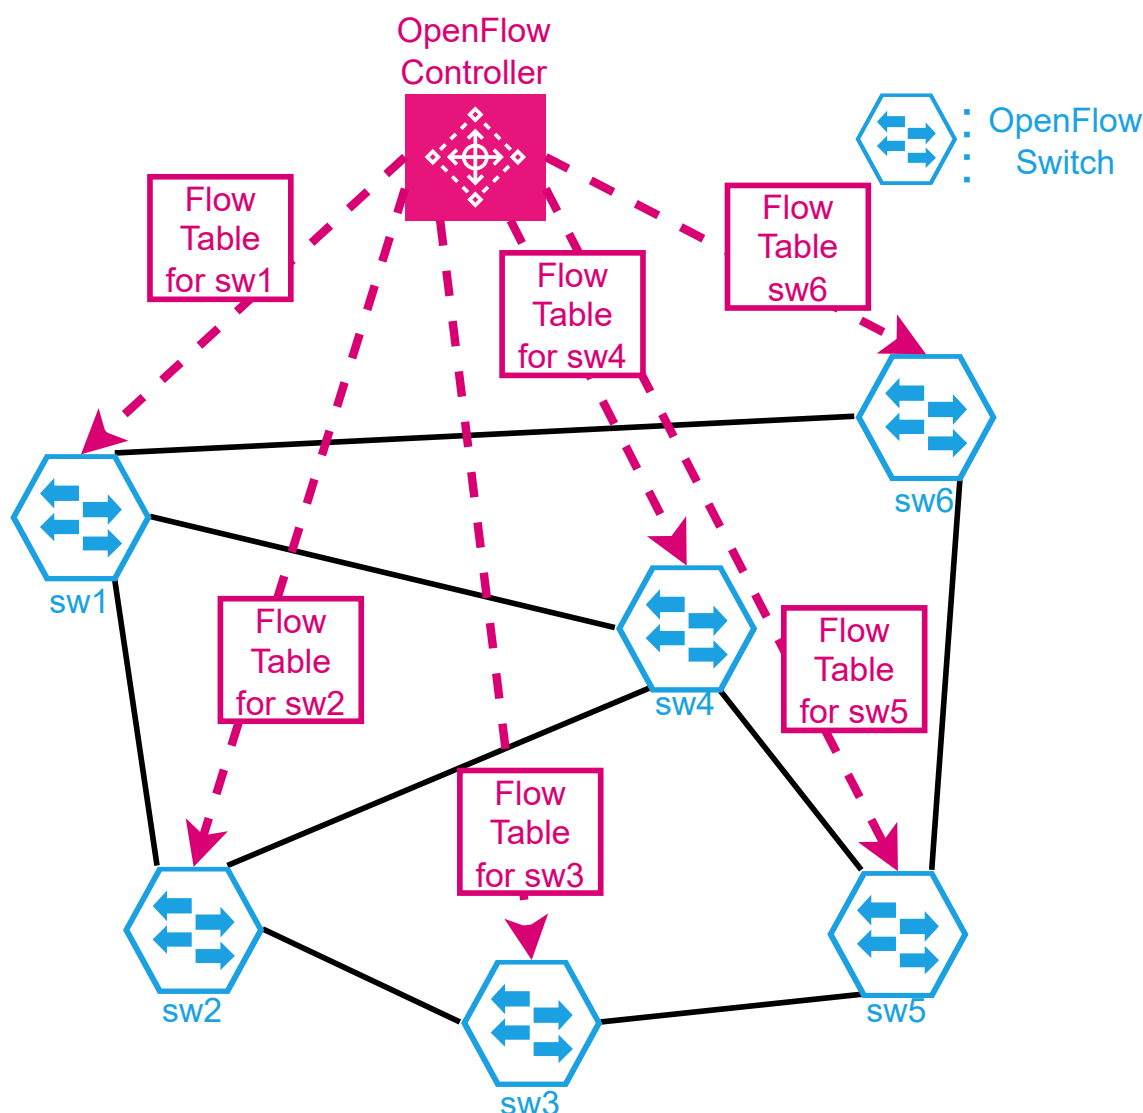 OpenFlow
Controller
OpenFlow
Switch
Flow
Table
for sw1
Flow
Table
sw6
Flow
Table
for sw4
sw6
sw1
Flow
Table
for sw2
Flow
Table
for sw5
sw4
Flow
Table
for sw3
sw2
sw5
sw3